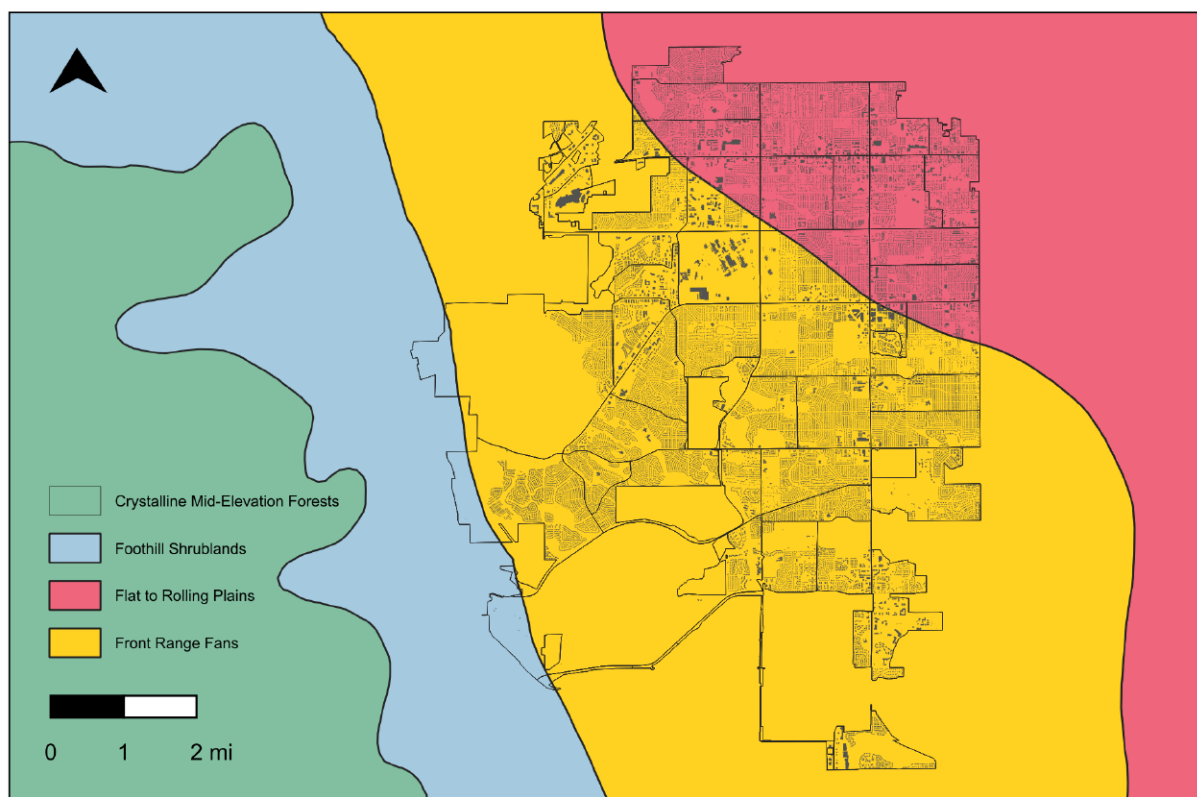 Crystalline Mid-Elevation Forests
Foothill Shrublands
Flat to Rolling Plains
Front Range Fans
0 1 2 mi